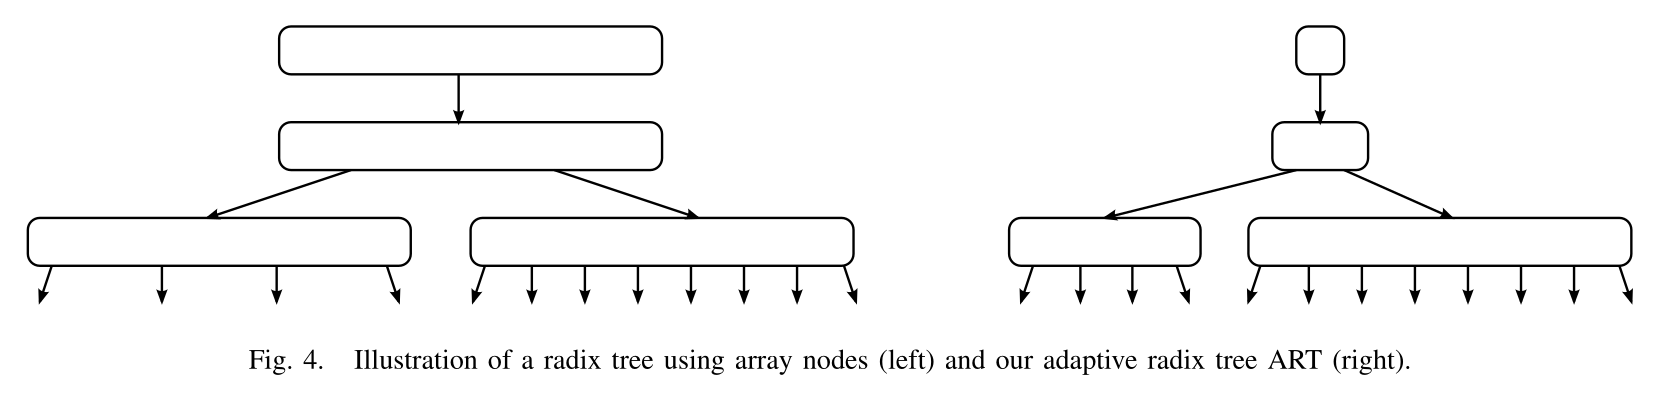 Fig. 4. Illustration of a radix tree using array nodes (left) and our adaptive radix tree ART (right).